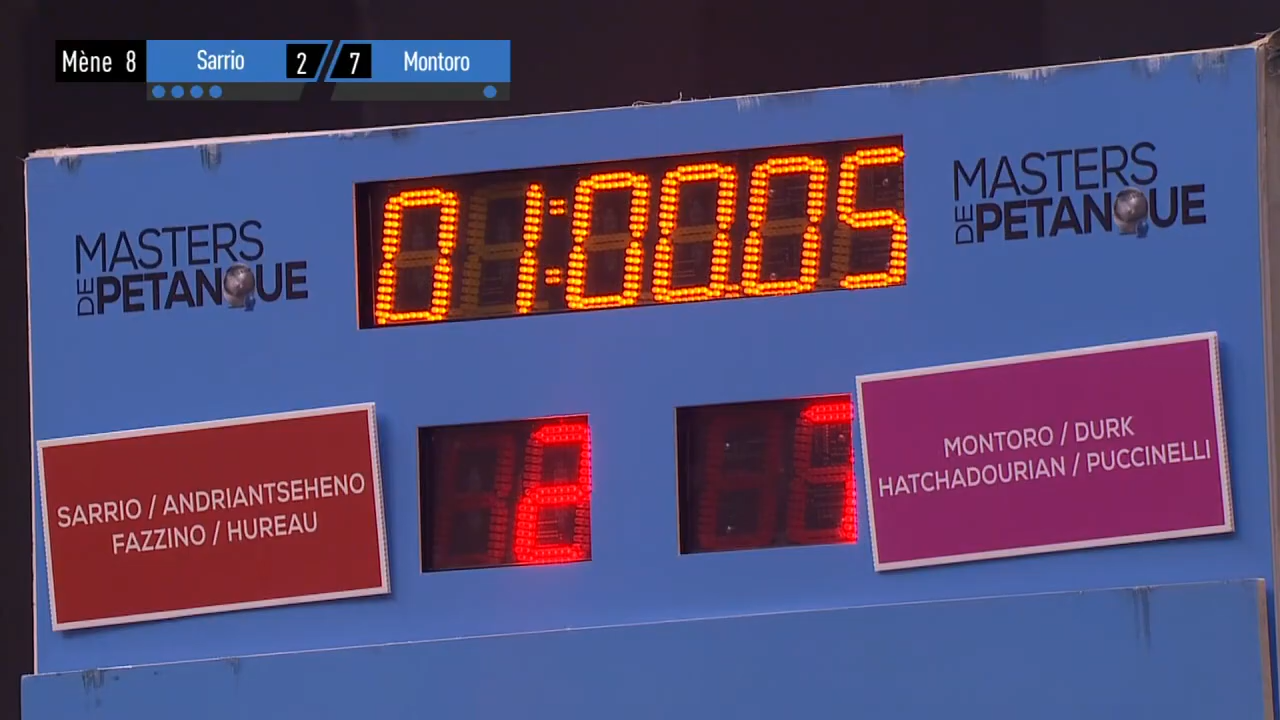 Mène 8 Sarrio 2 7 Montoro
MASTERS
DE PETANQUE
01:00.05
MASTERS
DE PETANQUE
SARRIO / ANDRIANTSEHENO
FAZZINO / HUREAU
2
7
MONTORO / DURK
HATCHADOURIAN / PUCCINELLI